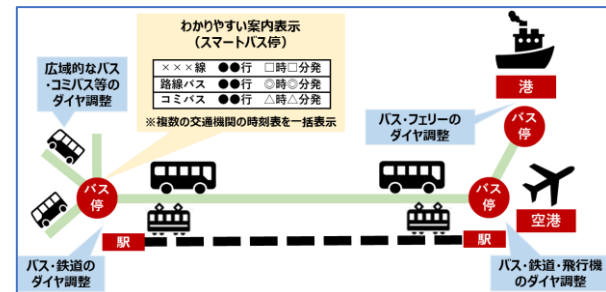 わかりやすい案内表示
(スマートバス停)
×××線 ●●行 □時□分発
路線バス ●●行 ◎時◎分発
コミバス ●●行 △時△分発
※複数の交通機関の時刻表を一括表示
広域的なバス
・コミバス等の
ダイヤ調整
港
バス・フェリーの
ダイヤ調整
バス
停
バス
停
バス
停
空港
駅
駅
バス・鉄道の
ダイヤ調整
バス・鉄道・飛行機
のダイヤ調整